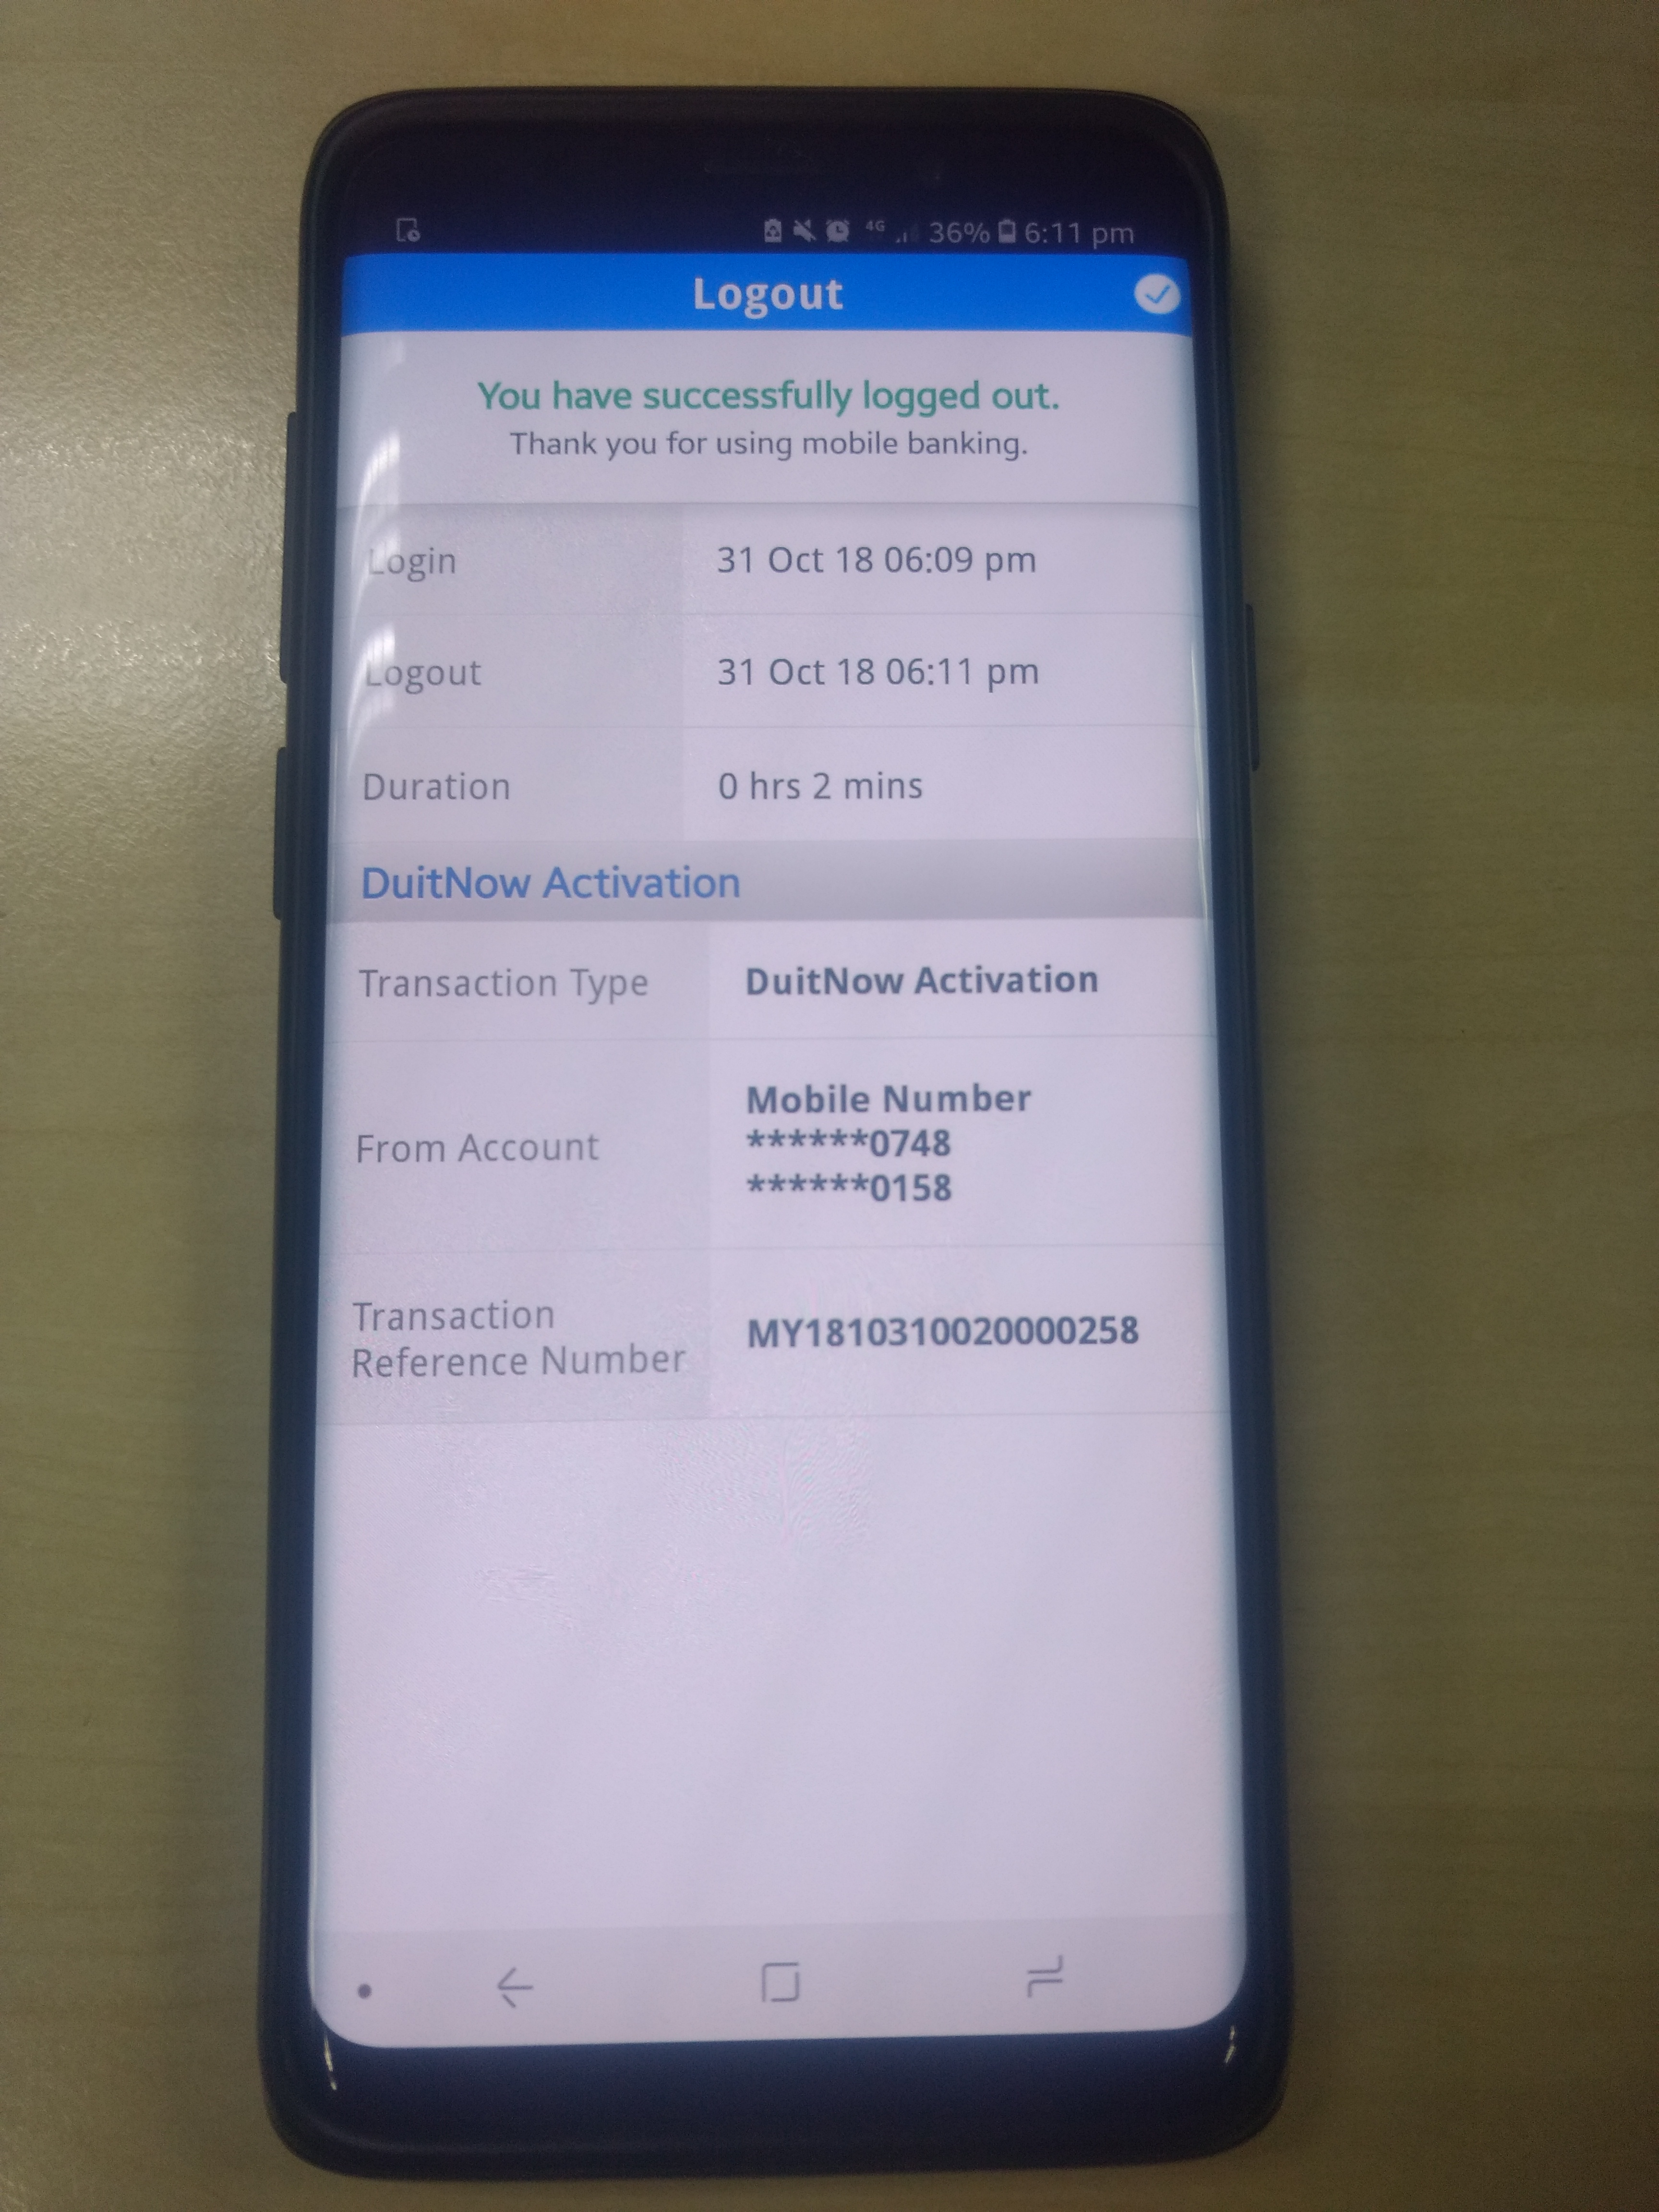 4G 36% 6:11 pm
Logout
You have successfully logged out.
Thank you for using mobile banking.
Login 31 Oct 18 06:09 pm
Logout 31 Oct 18 06:11 pm
Duration 0 hrs 2 mins
DuitNow Activation
Transaction Type DuitNow Activation
From Account Mobile Number
******0748
******0158
Transaction
Reference Number MY1810310020000258